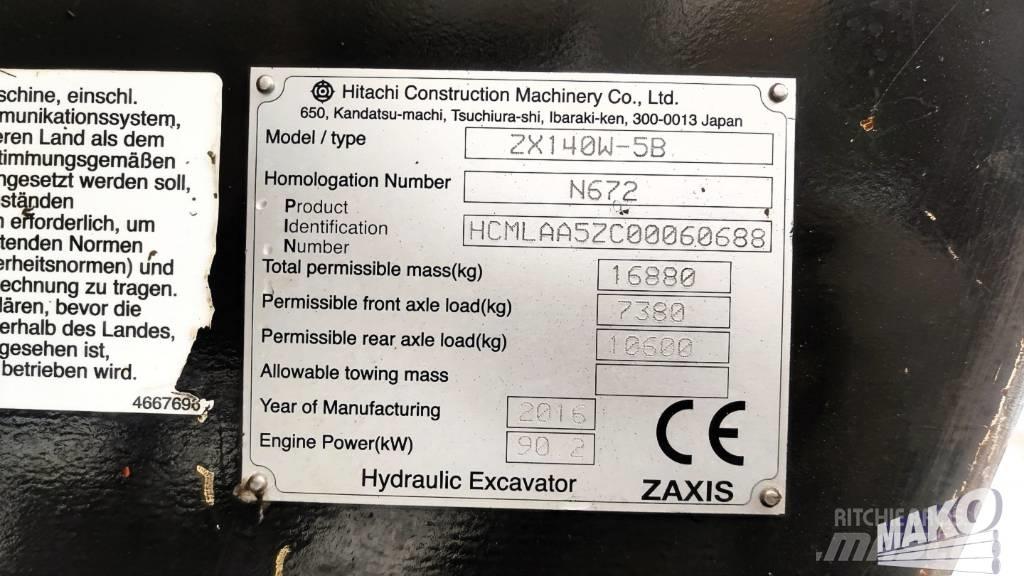 schine, einschl.
munikationssystem,
eren Land als dem
timmungsgemäßen
ngesetzt werden soll,
ständen
n erforderlich, um
tenden Normen
erheitsnormen) und
echnung zu tragen.
lären, bevor die
erhalb des Landes,
gesehen ist,
betrieben wird.
4667696
Hitachi Construction Machinery Co., Ltd.
650, Kandatsu-machi, Tsuchiura-shi, Ibaraki-ken, 300-0013 Japan
Model / type ZX140W-5B
Homologation Number N672
Product
Identification HCMLAA5ZC00060688
Number
Total permissible mass(kg) 16880
Permissible front axle load(kg) 7380
Permissible rear axle load(kg) 10600
Allowable towing mass
Year of Manufacturing 2016
Engine Power(kW) 90.2
CE
Hydraulic Excavator ZAXIS
MAKO